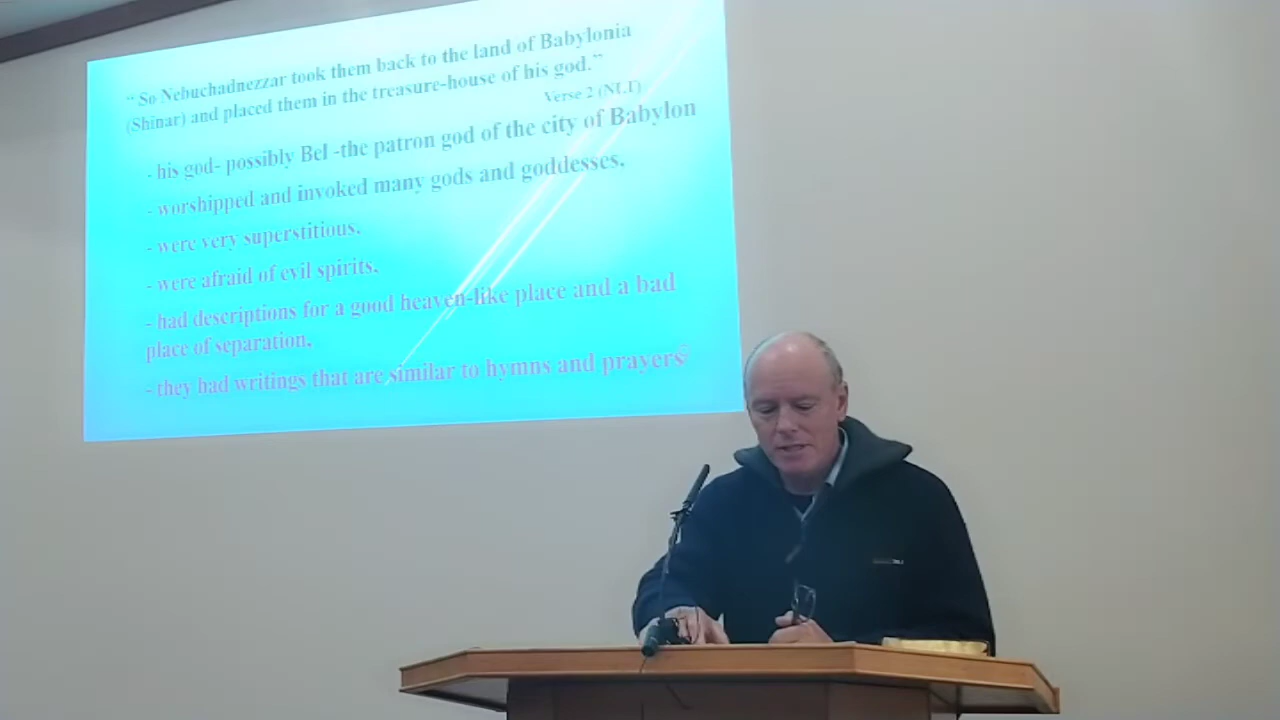 “ So Nebuchadnezzar took them back to the land of Babylonia
(Shinar) and placed them in the treasure-house of his god.”
Verse 2 (NLT)
- his god- possibly Bel -the patron god of the city of Babylon
- worshipped and invoked many gods and goddesses.
- were very superstitious.
- were afraid of evil spirits.
- had descriptions for a good heaven-like place and a bad
place of separation.
- they had writings that are similar to hymns and prayers